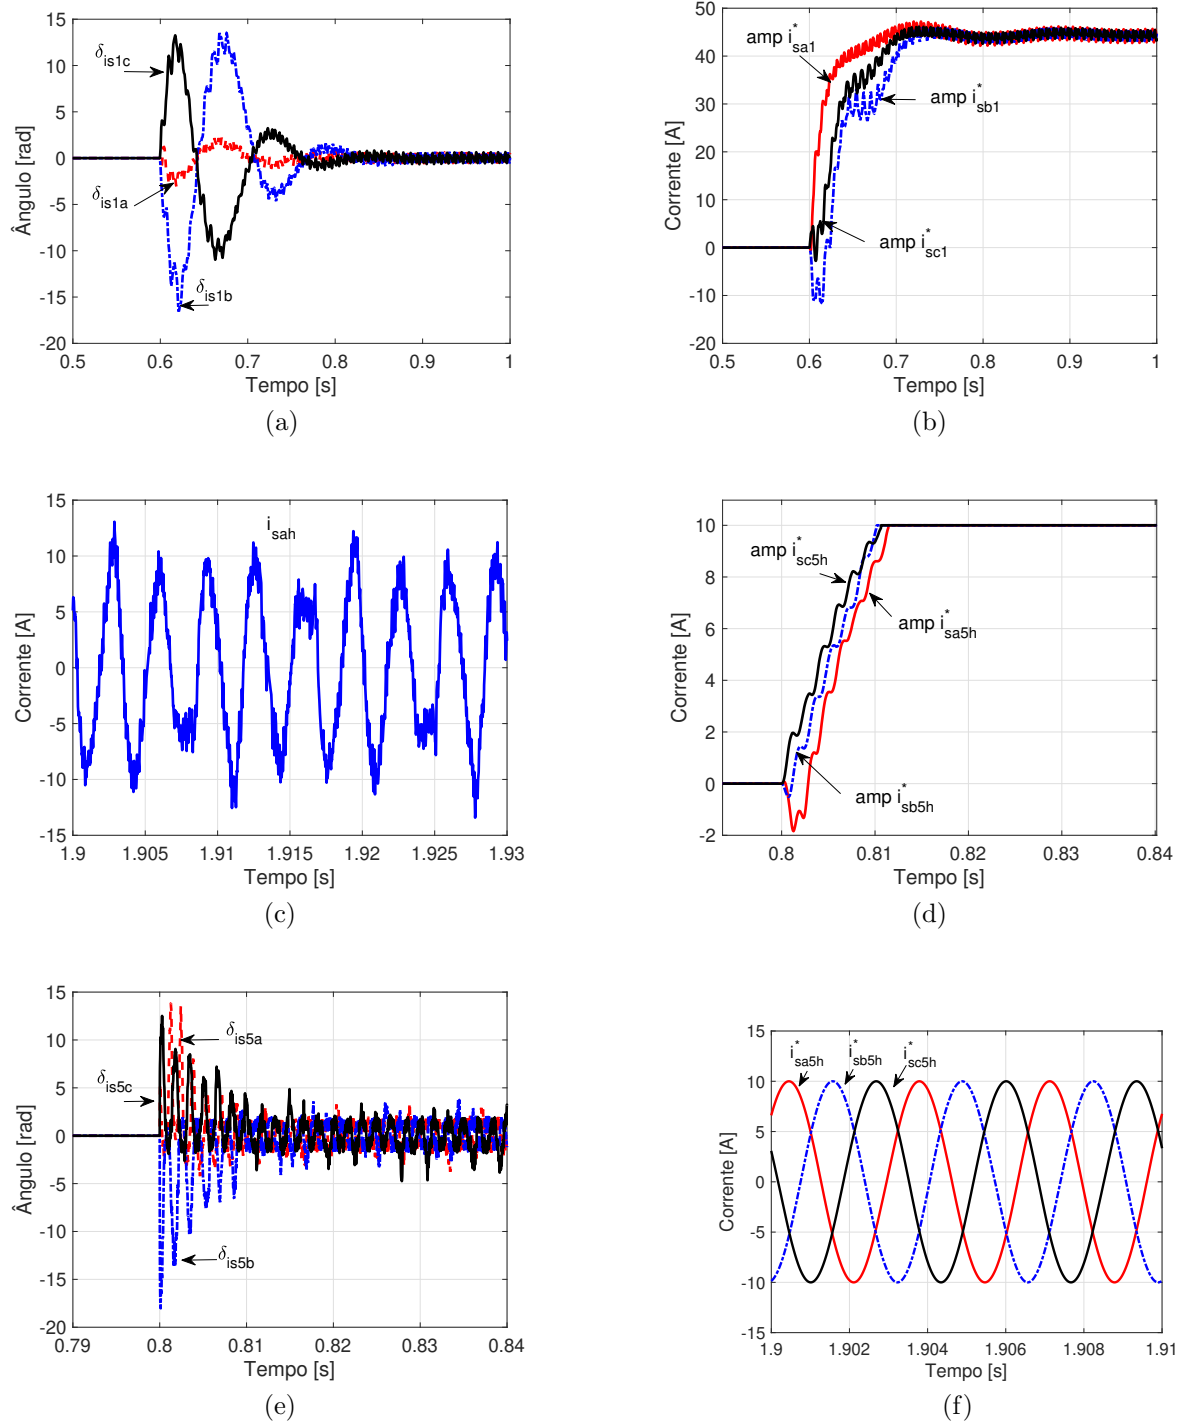 15
10
5
0
-5
-10
-15
-20
Ângulo [rad]
δis1c
δis1a
δis1b
0.5 0.6 0.7 0.8 0.9 1
Tempo [s]
(a)
50
40
30
20
10
0
-10
-20
Corrente [A]
amp i*sa1
amp i*sb1
amp i*sc1
0.5 0.6 0.7 0.8 0.9 1
Tempo [s]
(b)
15
10
5
0
-5
-10
-15
Corrente [A]
isah
1.9 1.905 1.91 1.915 1.92 1.925 1.93
Tempo [s]
(c)
10
8
6
4
2
0
-2
Corrente [A]
amp i*sc5h
amp i*sa5h
amp i*sb5h
0.8 0.81 0.82 0.83 0.84
Tempo [s]
(d)
15
10
5
0
-5
-10
-15
-20
Ângulo [rad]
δis5a
δis5c
δis5b
0.79 0.8 0.81 0.82 0.83 0.84
Tempo [s]
(e)
15
10
5
0
-5
-10
-15
Corrente [A]
i*sa5h i*sb5h i*sc5h
1.9 1.902 1.904 1.906 1.908 1.91
Tempo [s]
(f)